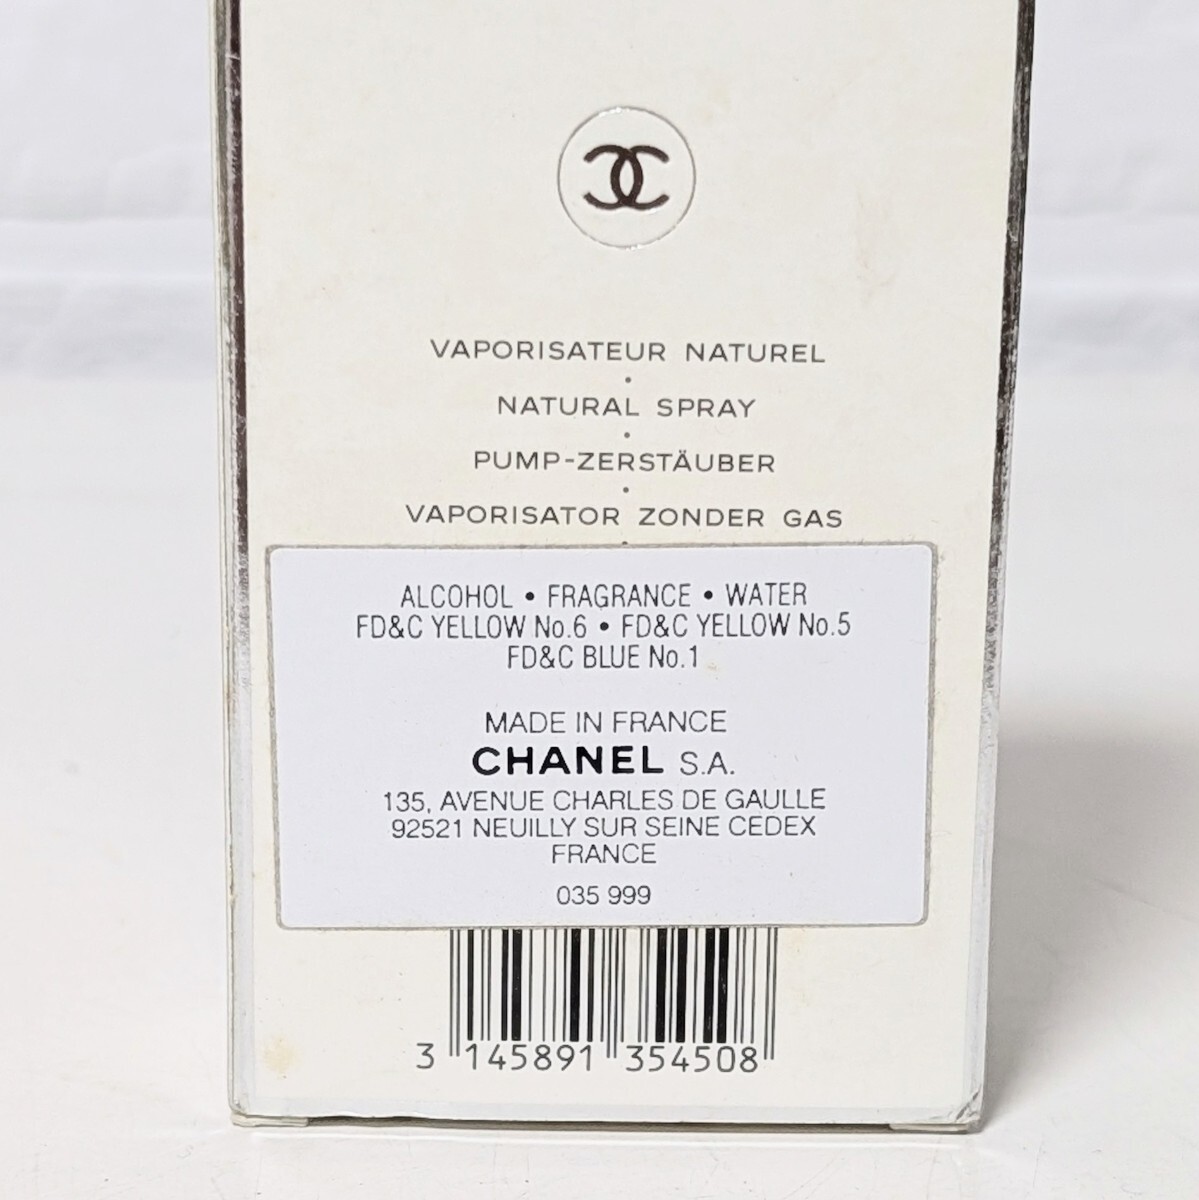 VAPORISATEUR NATUREL
NATURAL SPRAY
PUMP-ZERSTÄUBER
VAPORISATOR ZONDER GAS
ALCOHOL • FRAGRANCE • WATER
FD&C YELLOW No.6 • FD&C YELLOW No.5
FD&C BLUE No.1
MADE IN FRANCE
CHANEL S.A.
135, AVENUE CHARLES DE GAULLE
92521 NEUILLY SUR SEINE CEDEX
FRANCE
035 999
3 145891 354508